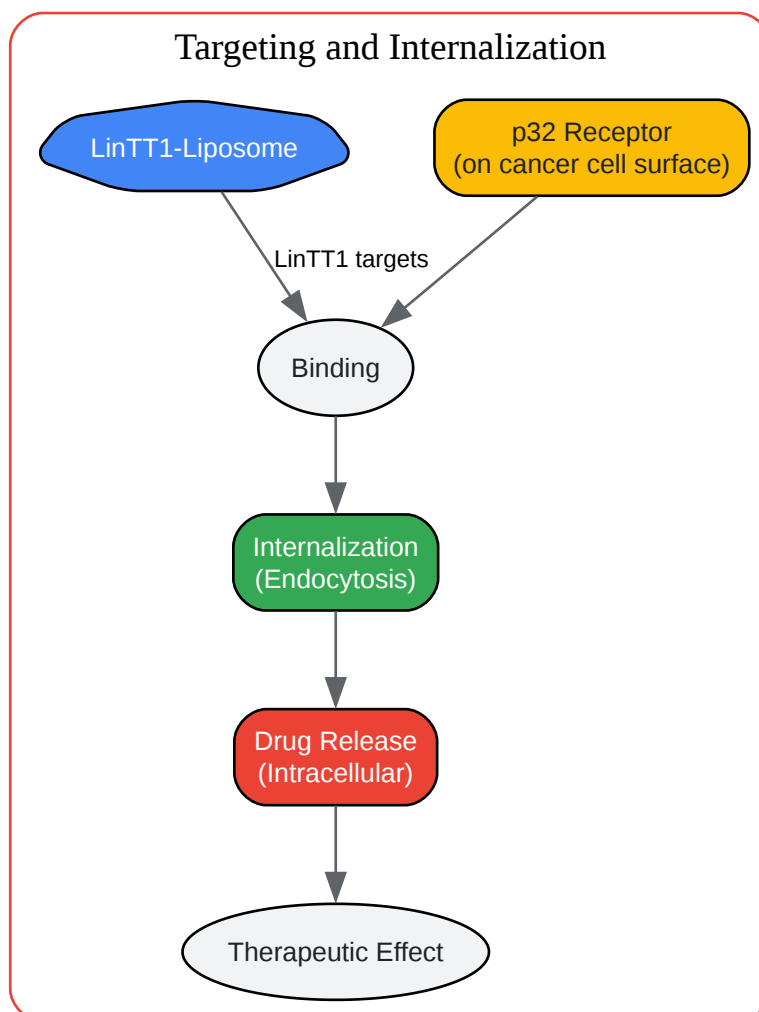 Targeting and Internalization
LinTT1-Liposome
p32 Receptor
(on cancer cell surface)
LinTT1 targets
Binding
Internalization
(Endocytosis)
Drug Release
(Intracellular)
Therapeutic Effect